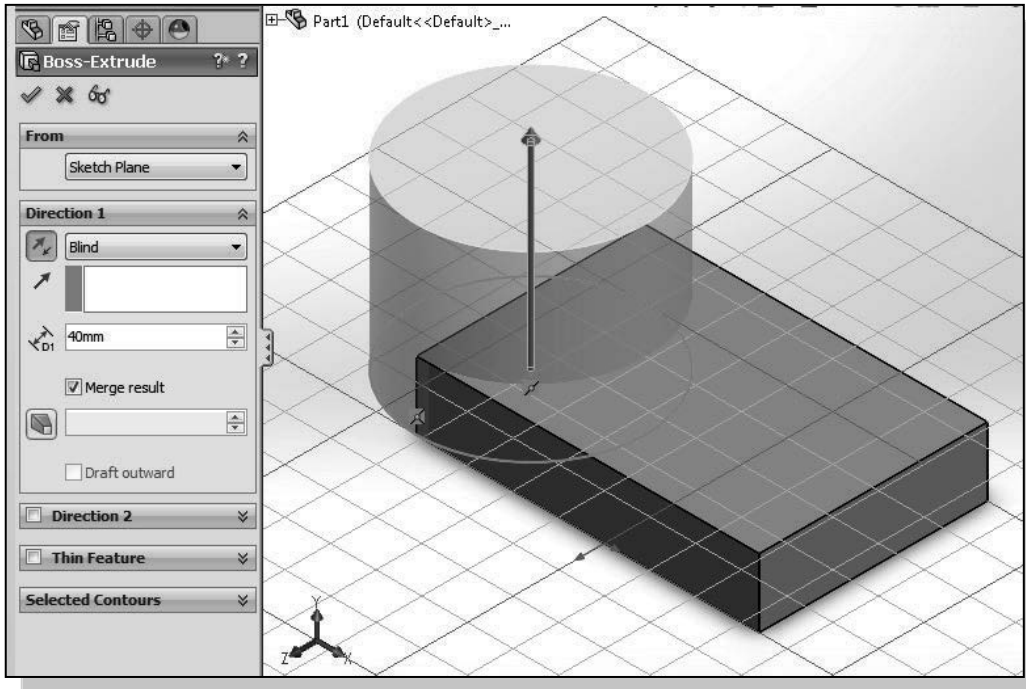 Part1 (Default<<Default>_...
Boss-Extrude
From
Sketch Plane
Direction 1
Blind
D1
40mm
Merge result
Draft outward
Direction 2
Thin Feature
Selected Contours
Y
Z
X